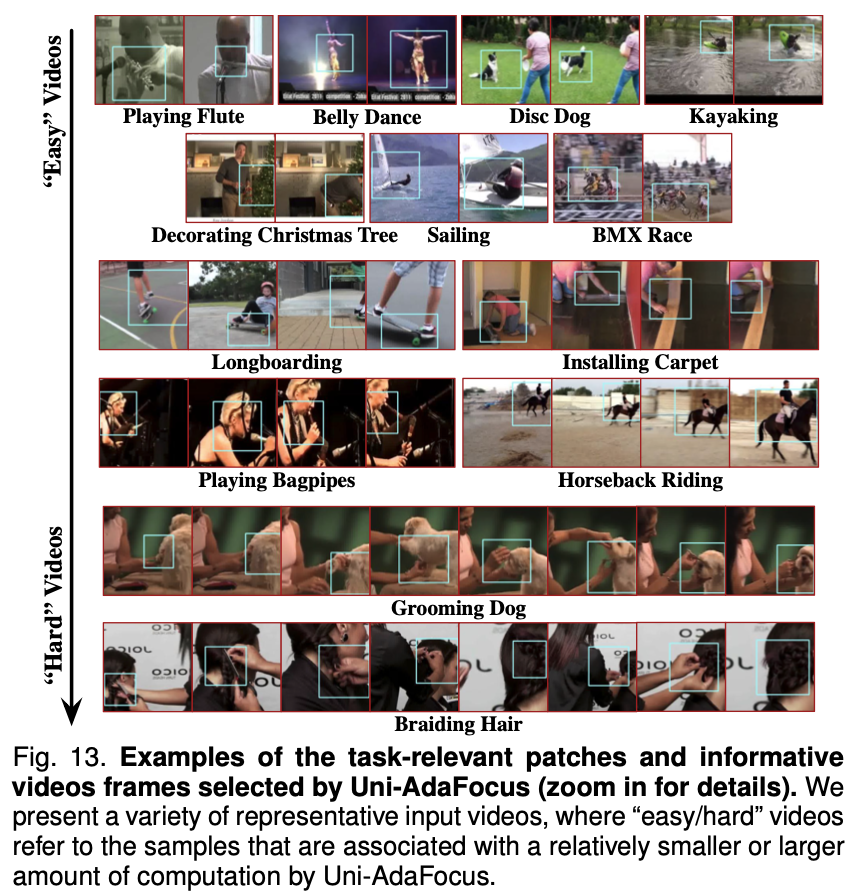 “Easy” Videos
Playing Flute
Belly Dance
Disc Dog
Kayaking
Decorating Christmas Tree
Sailing
BMX Race
Longboarding
Installing Carpet
Playing Bagpipes
Horseback Riding
“Hard” Videos
Grooming Dog
Braiding Hair
Fig. 13. Examples of the task-relevant patches and informative
videos frames selected by Uni-AdaFocus (zoom in for details). We
present a variety of representative input videos, where “easy/hard” videos
refer to the samples that are associated with a relatively smaller or larger
amount of computation by Uni-AdaFocus.